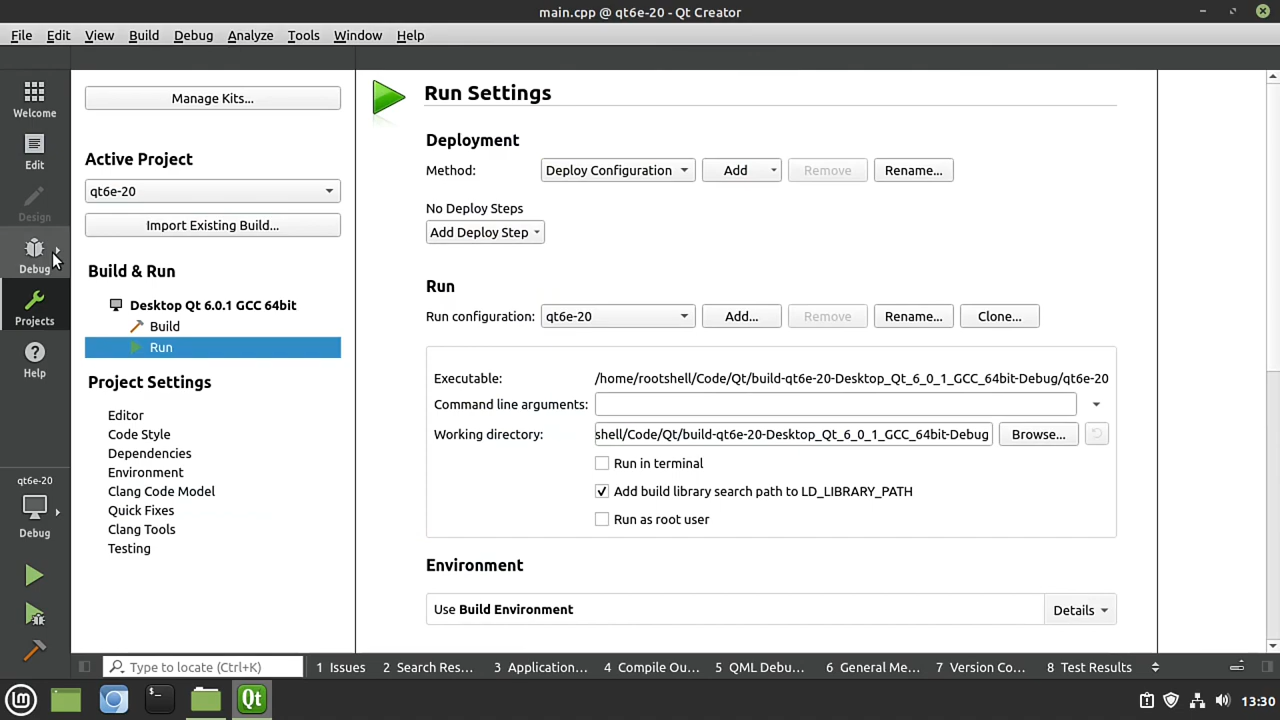 main.cpp @ qt6e-20 - Qt Creator
File Edit View Build Debug Analyze Tools Window Help
Welcome
Edit
Design
Debug
Projects
Help
qt6e-20
Debug
Manage Kits...
Active Project
qt6e-20
Import Existing Build...
Build & Run
Desktop Qt 6.0.1 GCC 64bit
Build
Run
Project Settings
Editor
Code Style
Dependencies
Environment
Clang Code Model
Quick Fixes
Clang Tools
Testing
Run Settings
Deployment
Method: Deploy Configuration Add Remove Rename...
No Deploy Steps
Add Deploy Step
Run
Run configuration: qt6e-20 Add... Remove Rename... Clone...
Executable: /home/rootshell/Code/Qt/build-qt6e-20-Desktop_Qt_6_0_1_GCC_64bit-Debug/qt6e-20
Command line arguments:
Working directory: shell/Code/Qt/build-qt6e-20-Desktop_Qt_6_0_1_GCC_64bit-Debug Browse...
Run in terminal
Add build library search path to LD_LIBRARY_PATH
Run as root user
Environment
Use Build Environment Details
Type to locate (Ctrl+K) 1 Issues 2 Search Res... 3 Application... 4 Compile Ou... 5 QML Debu... 6 General Me... 7 Version Co... 8 Test Results
lm >_ Qt 13:30